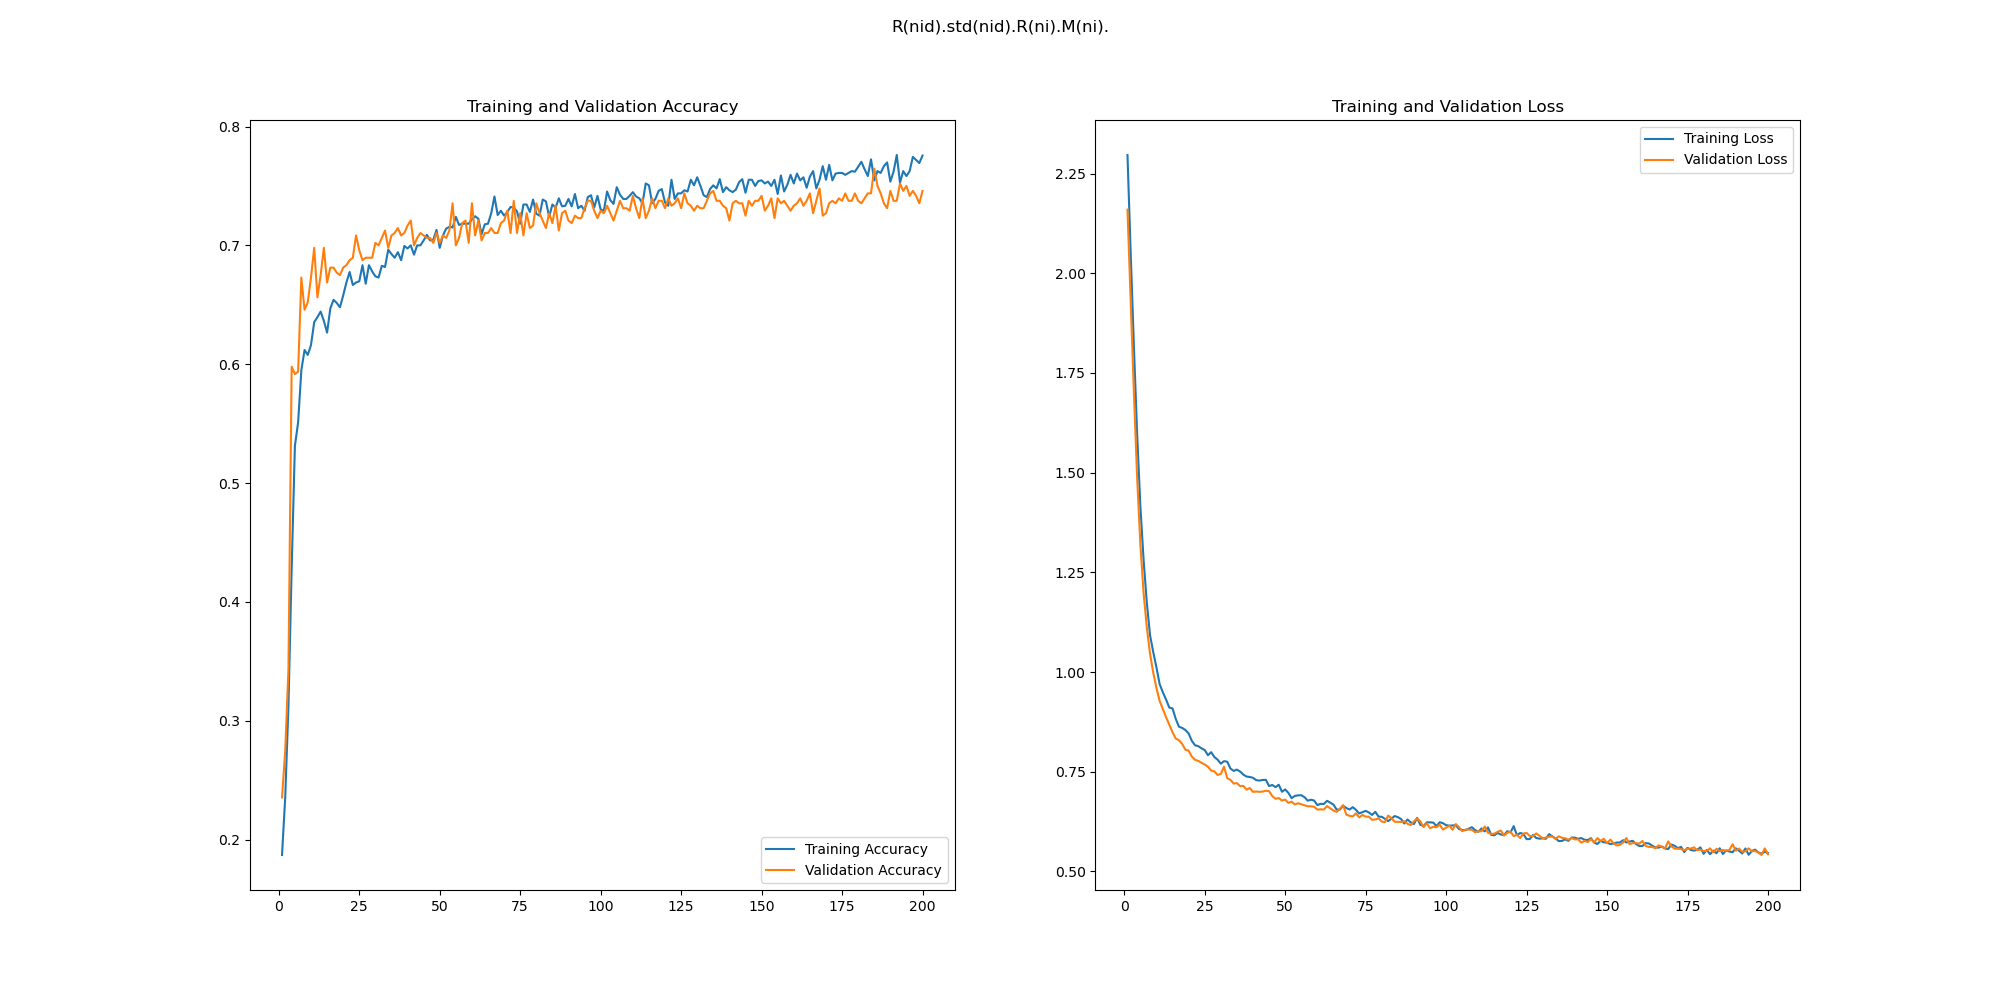 R(nid).std(nid).R(ni).M(ni).
Training and Validation Accuracy
0.8
0.7
0.6
0.5
0.4
0.3
0.2
0 25 50 75 100 125 150 175 200
Training Accuracy
Validation Accuracy
Training and Validation Loss
2.25
2.00
1.75
1.50
1.25
1.00
0.75
0.50
0 25 50 75 100 125 150 175 200
Training Loss
Validation Loss